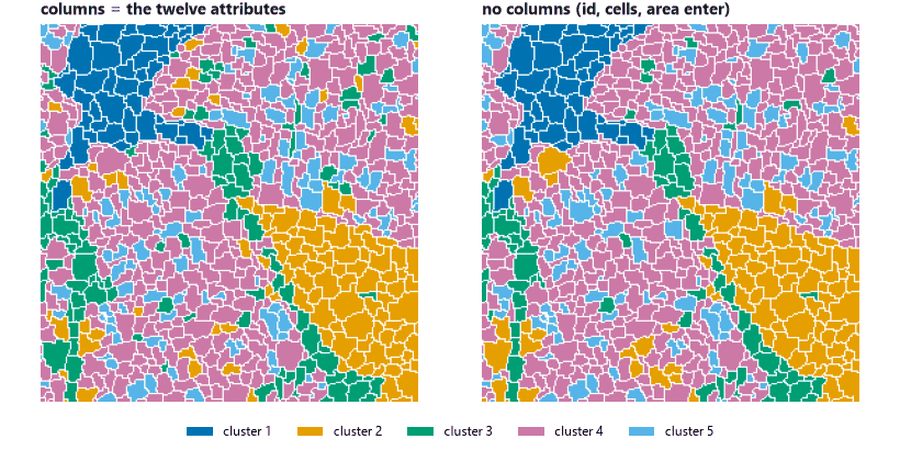 columns = the twelve attributes
no columns (id, cells, area enter)
cluster 1
cluster 2
cluster 3
cluster 4
cluster 5